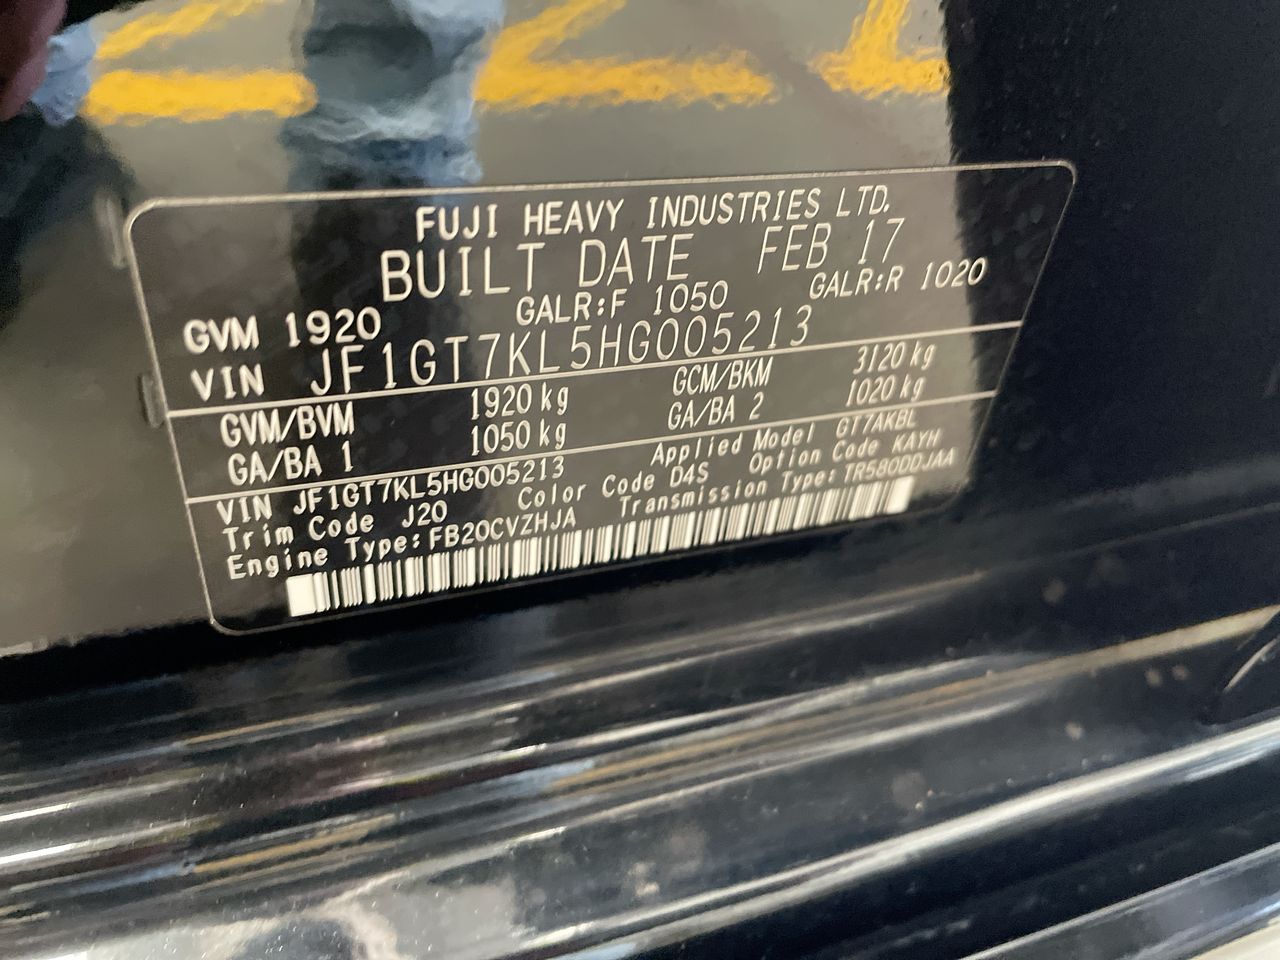 FUJI HEAVY INDUSTRIES LTD.
BUILT DATE FEB 17
GVM 1920 GALR:F 1050 GALR:R 1020
VIN JF1GT7KL5HG005213
GVM/BVM 1920 kg GCM/BKM 3120 kg
GA/BA 1 1050 kg GA/BA 2 1020 kg
VIN JF1GT7KL5HG005213 Applied Model GT7AKBL
Trim Code J20 Color Code D4S Option Code KAYH
Engine Type:FB20CVZHJA Transmission Type:TR580DDJAA